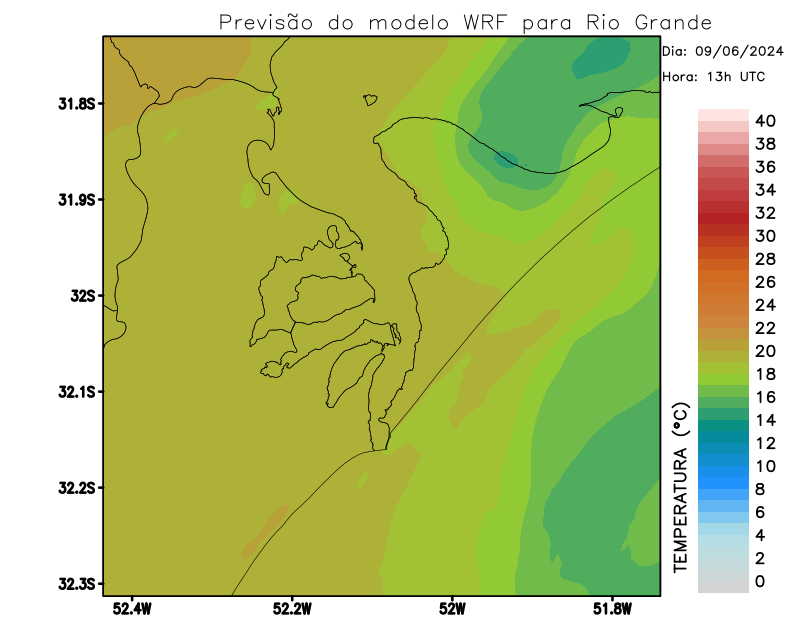 Previsão do modelo WRF para Rio Grande
Dia: 09/06/2024
Hora: 13h UTC
31.8S
31.9S
32S
32.1S
32.2S
32.3S
52.4W
52.2W
52W
51.8W
40
38
36
34
32
30
28
26
24
22
20
18
16
14
12
10
8
6
4
2
0
TEMPERATURA (°C)